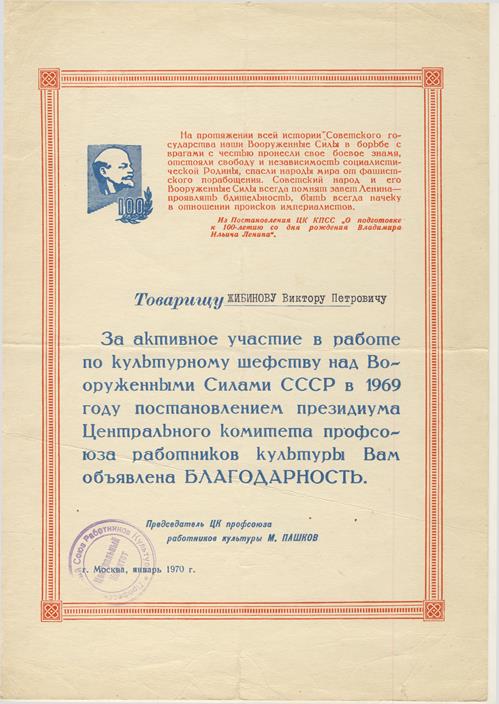 На протяжении всей истории Советского го-
сударства наши Вооруженные Силы в борьбе с
врагами с честью пронесли свое боевое знамя,
отстояли свободу и независимость социалисти-
ческой Родины, спасли народы мира от фашист-
ского порабощения. Советский народ и его
Вооруженные Силы всегда помнят завет Ленина—
проявлять бдительность, быть всегда начеку
в отношении происков империалистов.
Из Постановления ЦК КПСС „О подготовке
к 100-летию со дня рождения Владимира
Ильича Ленина“.
100
Товарищу ЖИБИНОВУ Виктору Петровичу
За активное участие в работе
по культурному шефству над Во-
оруженными Силами СССР в 1969
году постановлением президиума
Центрального комитета профсо-
юза работников культуры Вам
объявлена БЛАГОДАРНОСТЬ.
Председатель ЦК профсоюза
работников культуры М. ПАШКОВ
Союз Работников Культуры
Центральный
Комитет
г. Москва, январь 1970 г.